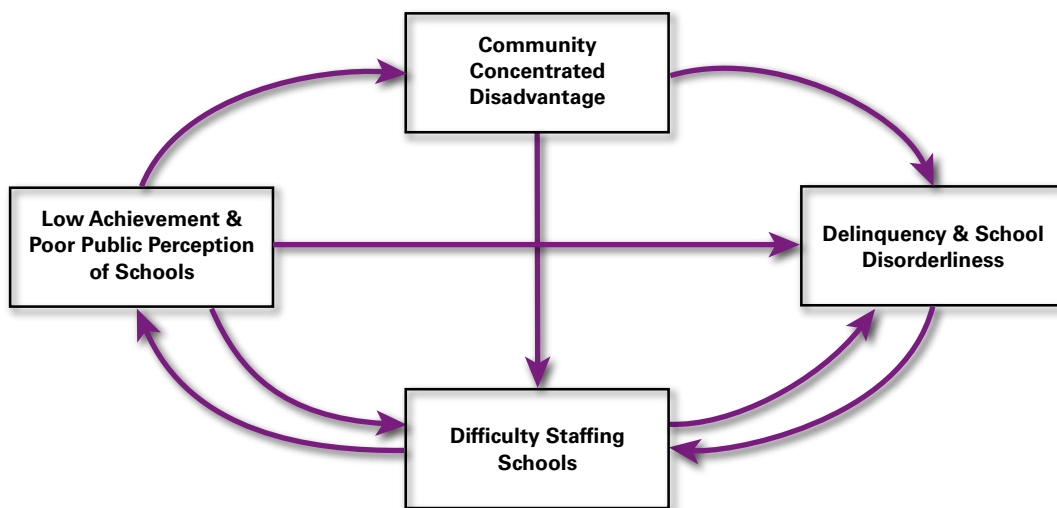 Community
Concentrated
Disadvantage
Low Achievement &
Poor Public Perception
of Schools
Delinquency & School
Disorderliness
Difficulty Staffing
Schools